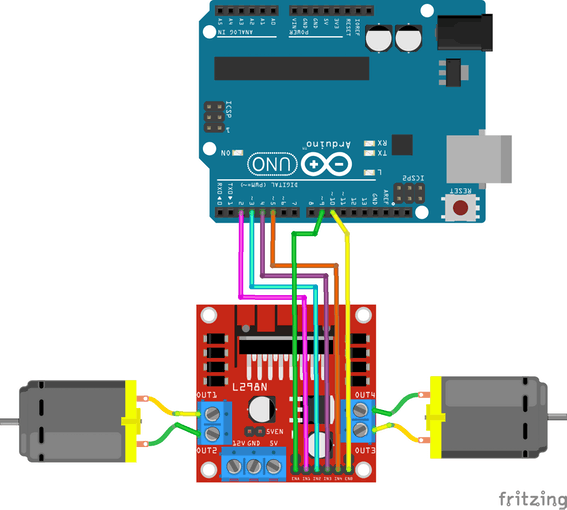 A5 A4 A3 A2 A1 A0 VIN GND GND 5V 3V3 RESET IOREF
ANALOG IN POWER
ICSP
ON UNO Arduino RX
TX
L
DIGITAL (PWM=~) ICSP2
RX0◄0 TX0►1 2 ~3 4 ~5 ~6 7 8 ~9 ~10 ~11 12 13 GND AREF RESET
L298N
OUT1 OUT4
5VEN
OUT2 12V GND 5V OUT3
ENA IN1 IN2 IN3 IN4 ENB
fritzing